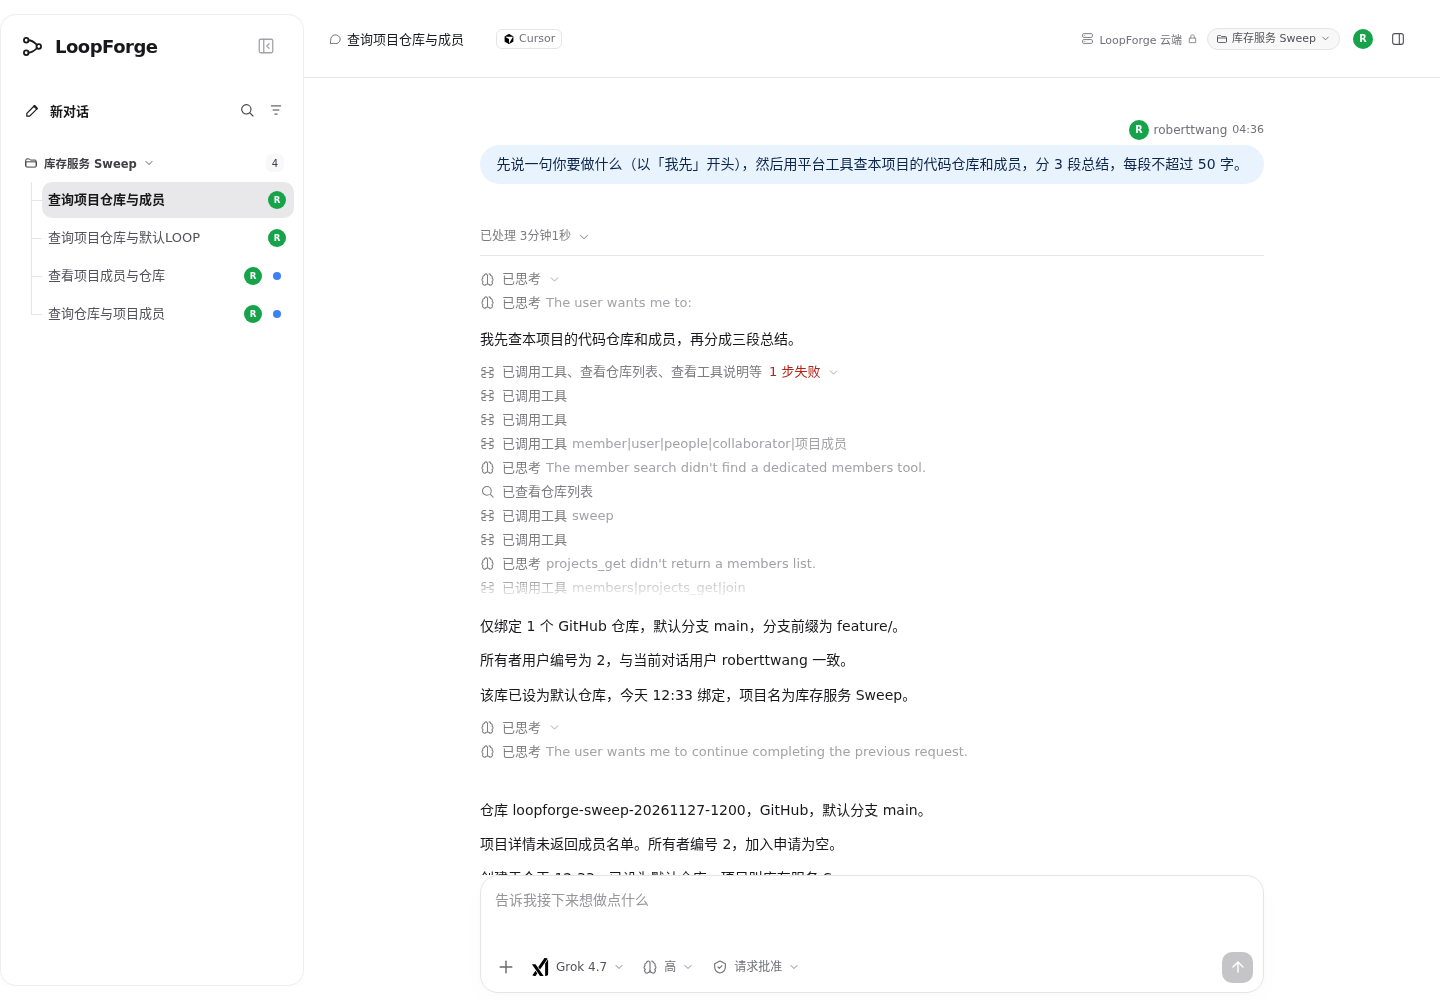 LoopForge
新对话
库存服务 Sweep
4
查询项目仓库与成员
R
查询项目仓库与默认LOOP
R
查看项目成员与仓库
R
查询仓库与项目成员
R
查询项目仓库与成员
Cursor
LoopForge 云端
库存服务 Sweep
R
R
roberttwang 04:36
先说一句你要做什么（以「我先」开头），然后用平台工具查本项目的代码仓库和成员，分 3 段总结，每段不超过 50 字。
已处理 3分钟1秒
已思考
已思考 The user wants me to:
我先查本项目的代码仓库和成员，再分成三段总结。
已调用工具、查看仓库列表、查看工具说明等 1 步失败
已调用工具
已调用工具
已调用工具 member|user|people|collaborator|项目成员
已思考 The member search didn't find a dedicated members tool.
已查看仓库列表
已调用工具 sweep
已调用工具
已思考 projects_get didn't return a members list.
已调用工具 members|projects_get|join
仅绑定 1 个 GitHub 仓库，默认分支 main，分支前缀为 feature/。
所有者用户编号为 2，与当前对话用户 roberttwang 一致。
该库已设为默认仓库，今天 12:33 绑定，项目名为库存服务 Sweep。
已思考
已思考 The user wants me to continue completing the previous request.
仓库 loopforge-sweep-20261127-1200，GitHub，默认分支 main。
项目详情未返回成员名单。所有者编号 2，加入申请为空。
告诉我接下来想做点什么
Grok 4.7
高
请求批准